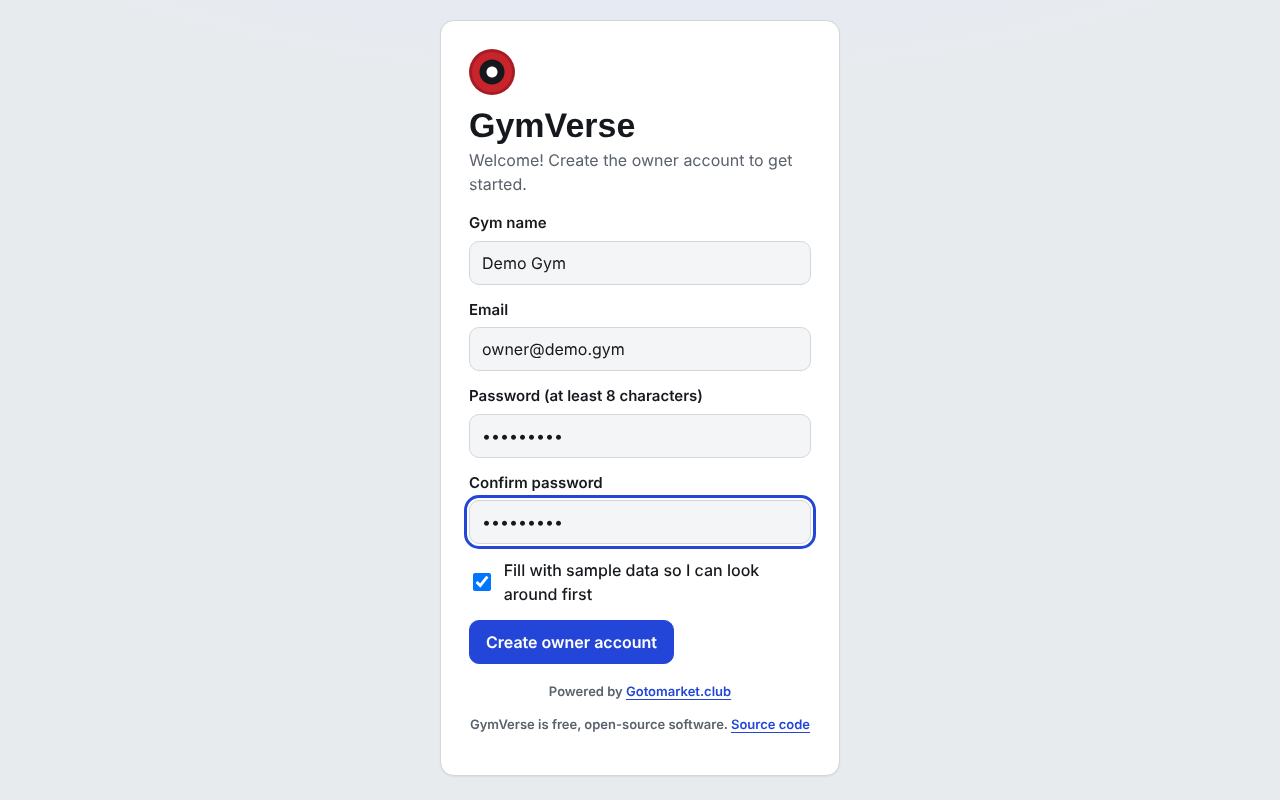 GymVerse
Welcome! Create the owner account to get
started.
Gym name
Demo Gym
Email
owner@demo.gym
Password (at least 8 characters)
•••••••••
Confirm password
•••••••••
Fill with sample data so I can look
around first
Create owner account
Powered by Gotomarket.club
GymVerse is free, open-source software. Source code